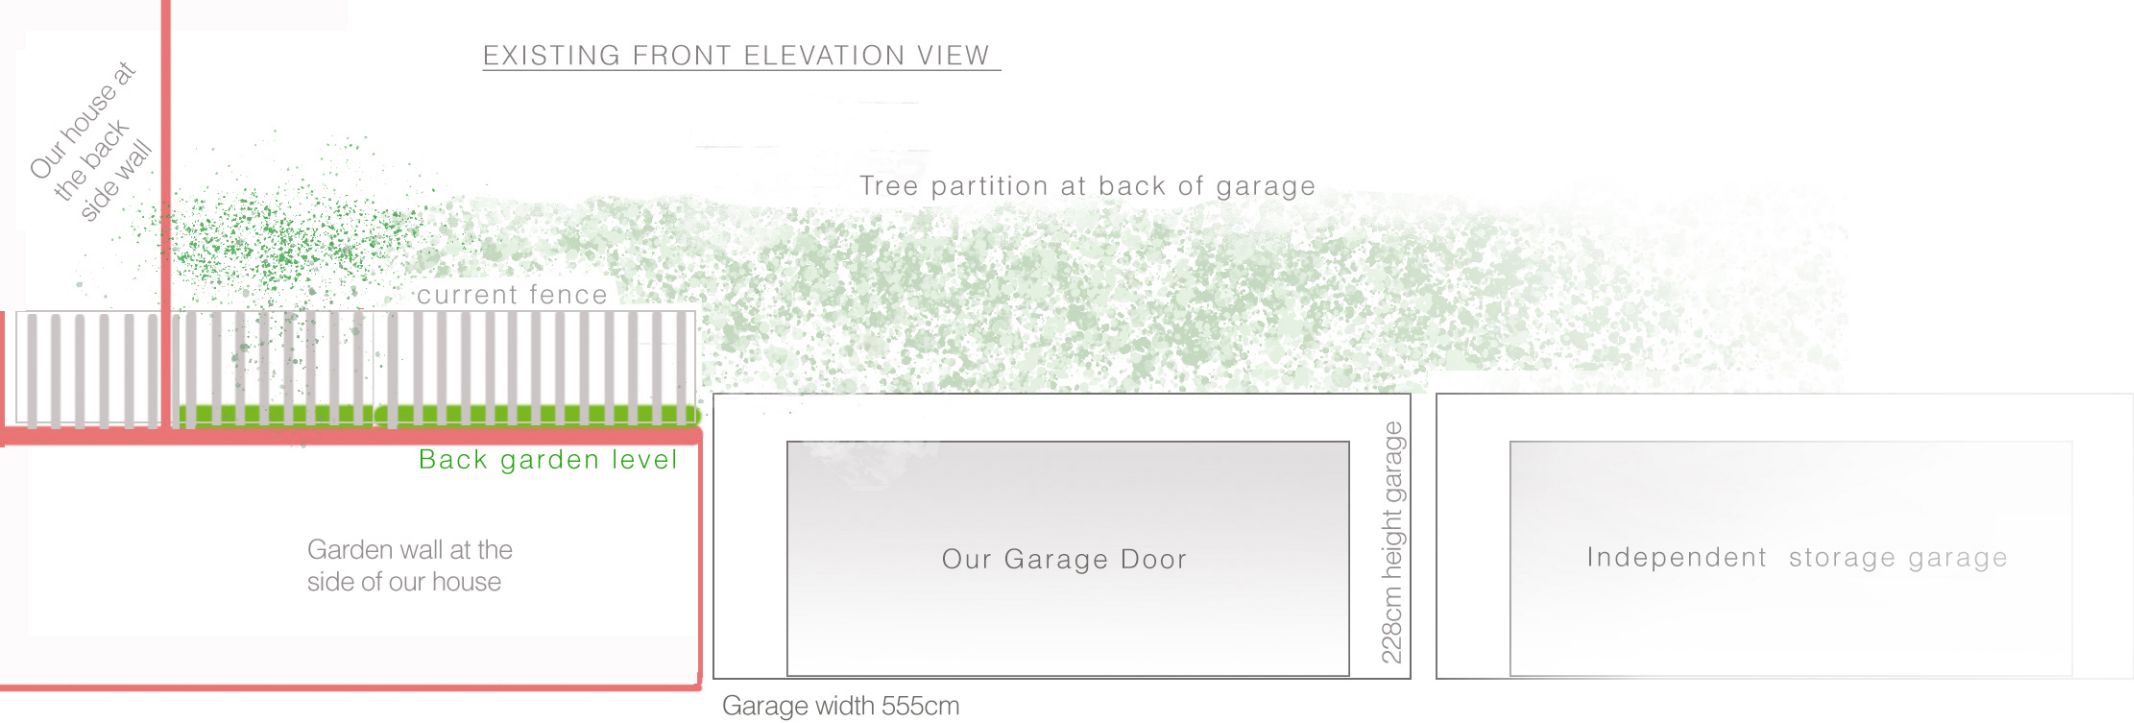 EXISTING FRONT ELEVATION VIEW
Our house at
the back
side wall
Tree partition at back of garage
current fence
Back garden level
Garden wall at the
side of our house
Our Garage Door
228cm height garage
Independent storage garage
Garage width 555cm